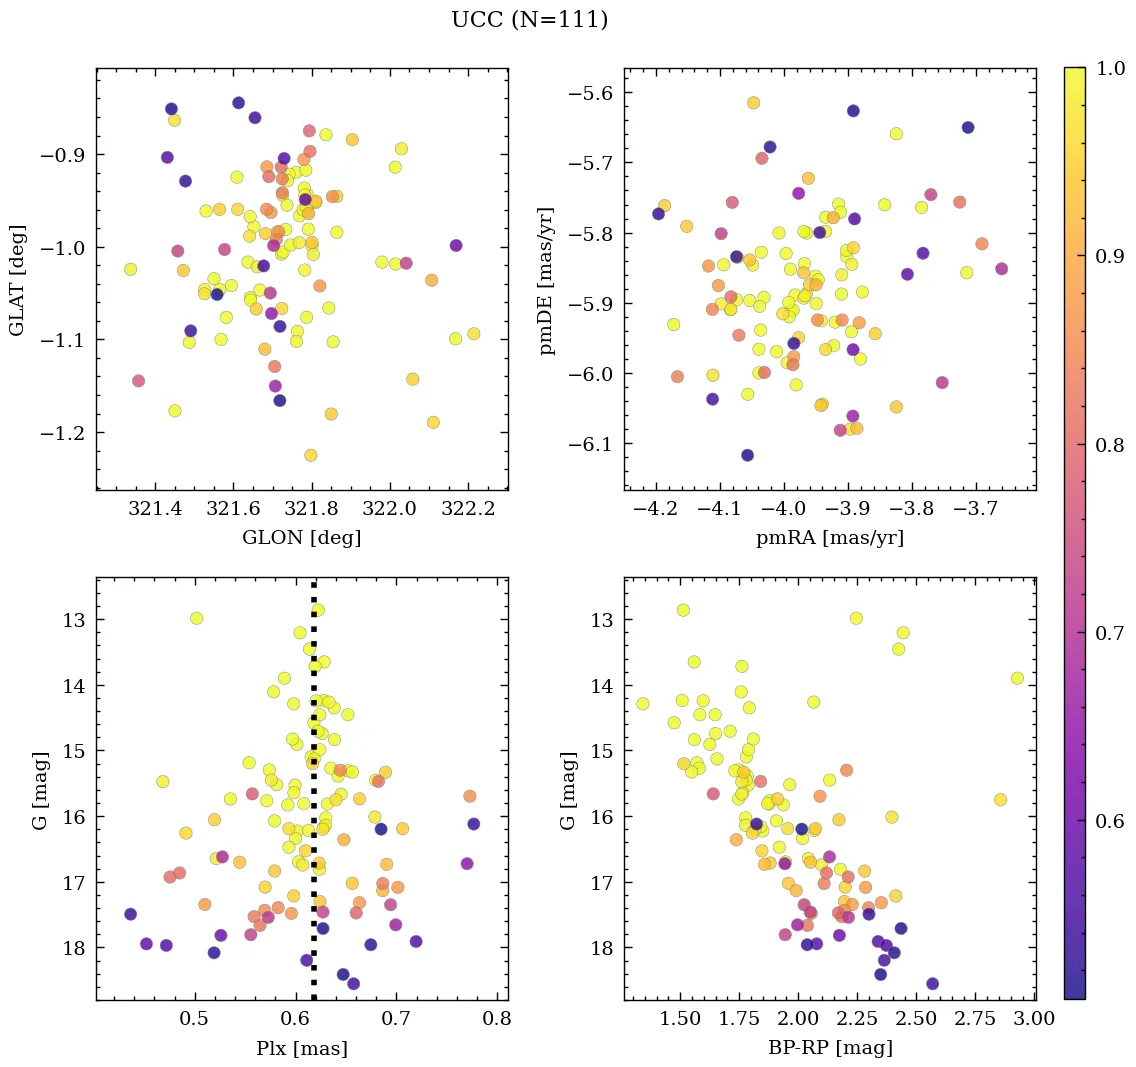 UCC (N=111)
−0.9
−1.0
−1.1
−1.2
GLAT [deg]
321.4 321.6 321.8 322.0 322.2
GLON [deg]
−5.6
−5.7
−5.8
−5.9
−6.0
−6.1
pmDE [mas/yr]
−4.2 −4.1 −4.0 −3.9 −3.8 −3.7
pmRA [mas/yr]
1.0
0.9
0.8
0.7
0.6
13
14
15
16
17
18
G [mag]
0.5 0.6 0.7 0.8
Plx [mas]
13
14
15
16
17
18
G [mag]
1.50 1.75 2.00 2.25 2.50 2.75 3.00
BP-RP [mag]